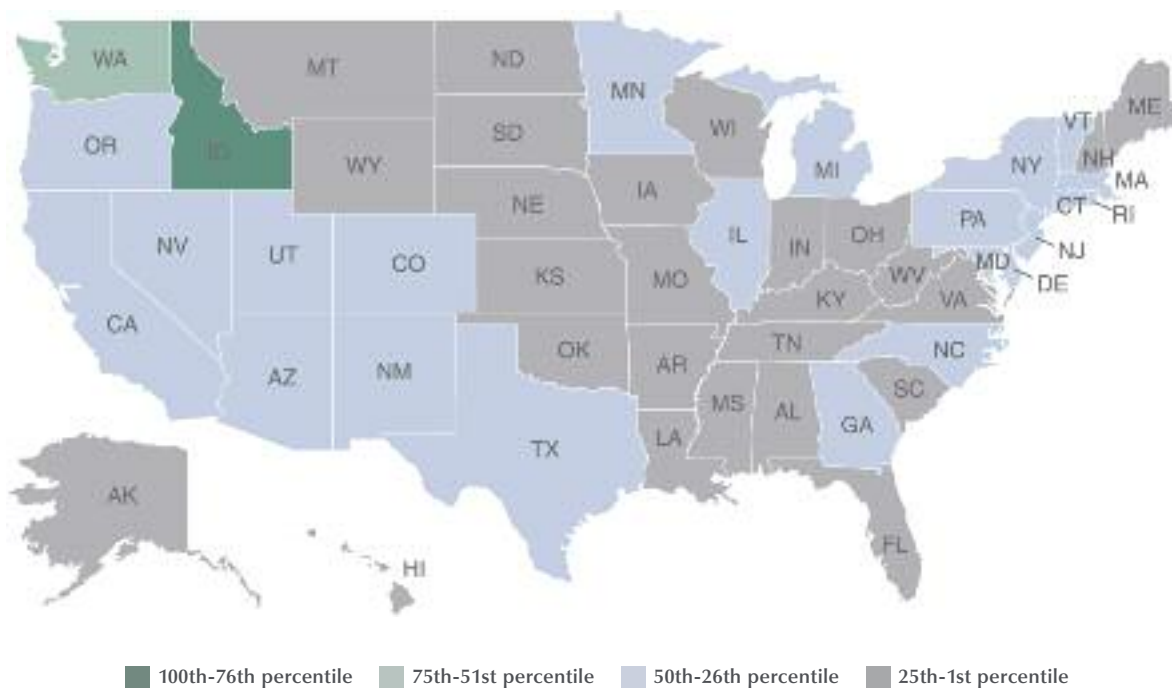 WA
MT
ND
MN
ME
OR
ID
SD
WI
VT
NH
WY
MI
NY
MA
NE
IA
CT
RI
NV
UT
CO
IL
IN
OH
PA
NJ
MD
DE
KS
MO
WV
VA
KY
CA
AZ
NM
OK
AR
TN
NC
SC
MS
AL
GA
TX
LA
AK
FL
HI
100th-76th percentile
75th-51st percentile
50th-26th percentile
25th-1st percentile